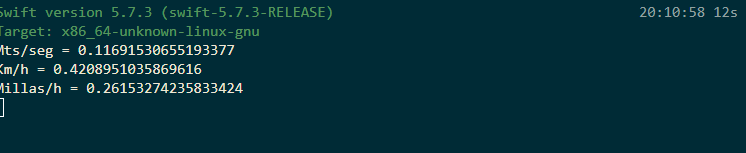 Swift version 5.7.3 (swift-5.7.3-RELEASE) 20:10:58 12s
Target: x86_64-unknown-linux-gnu
Mts/seg = 0.11691530655193377
Km/h = 0.4208951035869616
Millas/h = 0.26153274235833424